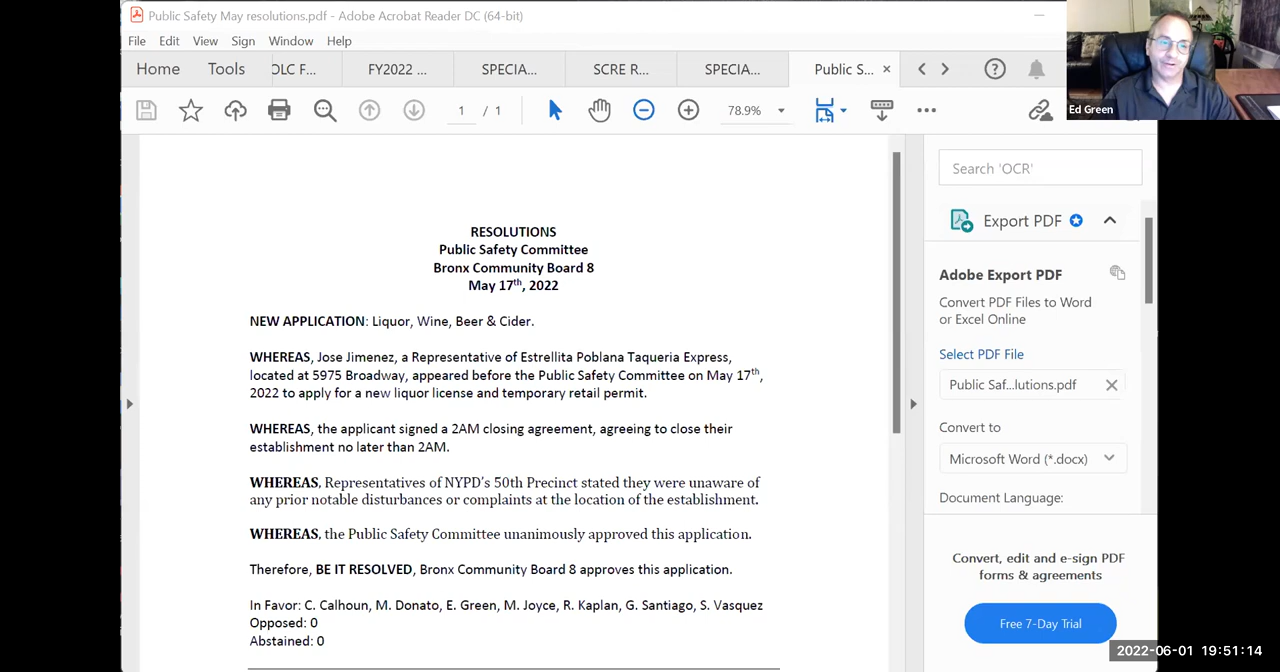 Public Safety May resolutions.pdf - Adobe Acrobat Reader DC (64-bit)
File Edit View Sign Window Help
Home Tools OLC F... FY2022 ... SPECIA... SCRE R... SPECIA... Public S... ×
1 / 1 78.9%
Ed Green
Search 'OCR'
Export PDF
Adobe Export PDF
Convert PDF Files to Word
or Excel Online
Select PDF File
Public Saf...lutions.pdf
Convert to
Microsoft Word (*.docx)
Document Language:
Convert, edit and e-sign PDF
forms & agreements
Free 7-Day Trial
RESOLUTIONS
Public Safety Committee
Bronx Community Board 8
May 17th, 2022
NEW APPLICATION: Liquor, Wine, Beer & Cider.
WHEREAS, Jose Jimenez, a Representative of Estrellita Poblana Taqueria Express,
located at 5975 Broadway, appeared before the Public Safety Committee on May 17th,
2022 to apply for a new liquor license and temporary retail permit.
WHEREAS, the applicant signed a 2AM closing agreement, agreeing to close their
establishment no later than 2AM.
WHEREAS, Representatives of NYPD's 50th Precinct stated they were unaware of
any prior notable disturbances or complaints at the location of the establishment.
WHEREAS, the Public Safety Committee unanimously approved this application.
Therefore, BE IT RESOLVED, Bronx Community Board 8 approves this application.
In Favor: C. Calhoun, M. Donato, E. Green, M. Joyce, R. Kaplan, G. Santiago, S. Vasquez
Opposed: 0
Abstained: 0
2022-06-01 19:51:14